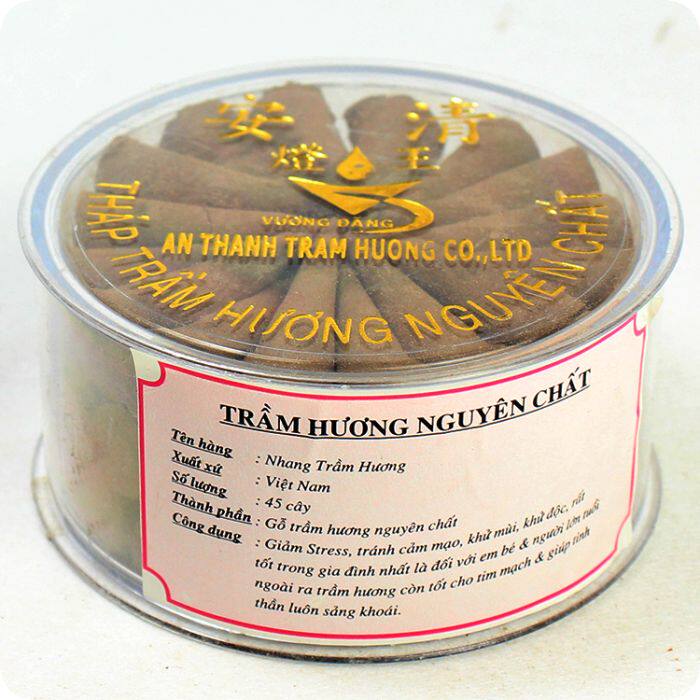 安 清
燈 王
VƯƠNG ĐĂNG
AN THANH TRAM HUONG CO.,LTD
THÁP TRẦM HƯƠNG NGUYÊN CHẤT
TRẦM HƯƠNG NGUYÊN CHẤT
Tên hàng : Nhang Trầm Hương
Xuất xứ : Việt Nam
Số lượng : 45 cây
Thành phần : Gỗ trầm hương nguyên chất
Công dụng : Giảm Stress, tránh cảm mạo, khử mùi, khử độc, rất
tốt trong gia đình nhất là đối với em bé & người lớn tuổi
ngoài ra trầm hương còn tốt cho tim mạch & giúp tinh
thần luôn sảng khoái.